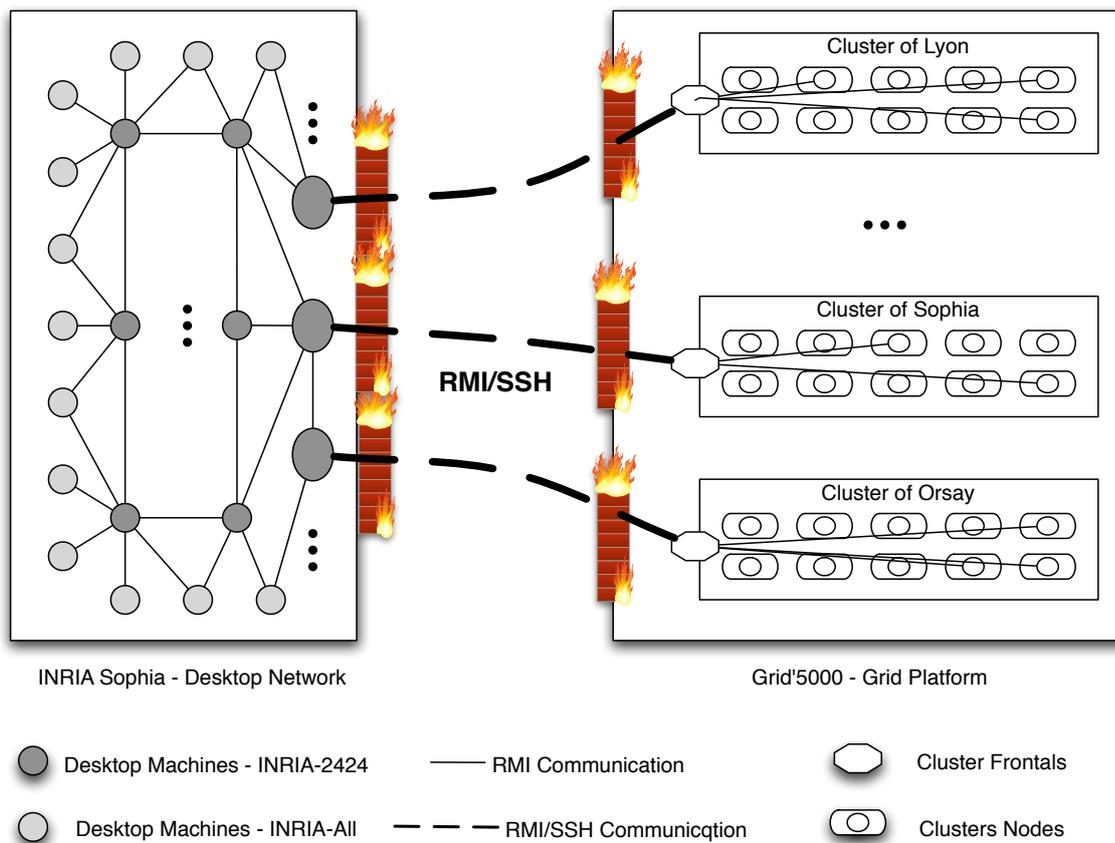 Cluster of Lyon
Cluster of Sophia
RMI/SSH
Cluster of Orsay
INRIA Sophia - Desktop Network
Grid'5000 - Grid Platform
Desktop Machines - INRIA-2424
RMI Communication
Cluster Frontals
Desktop Machines - INRIA-All
RMI/SSH Communicqtion
Clusters Nodes